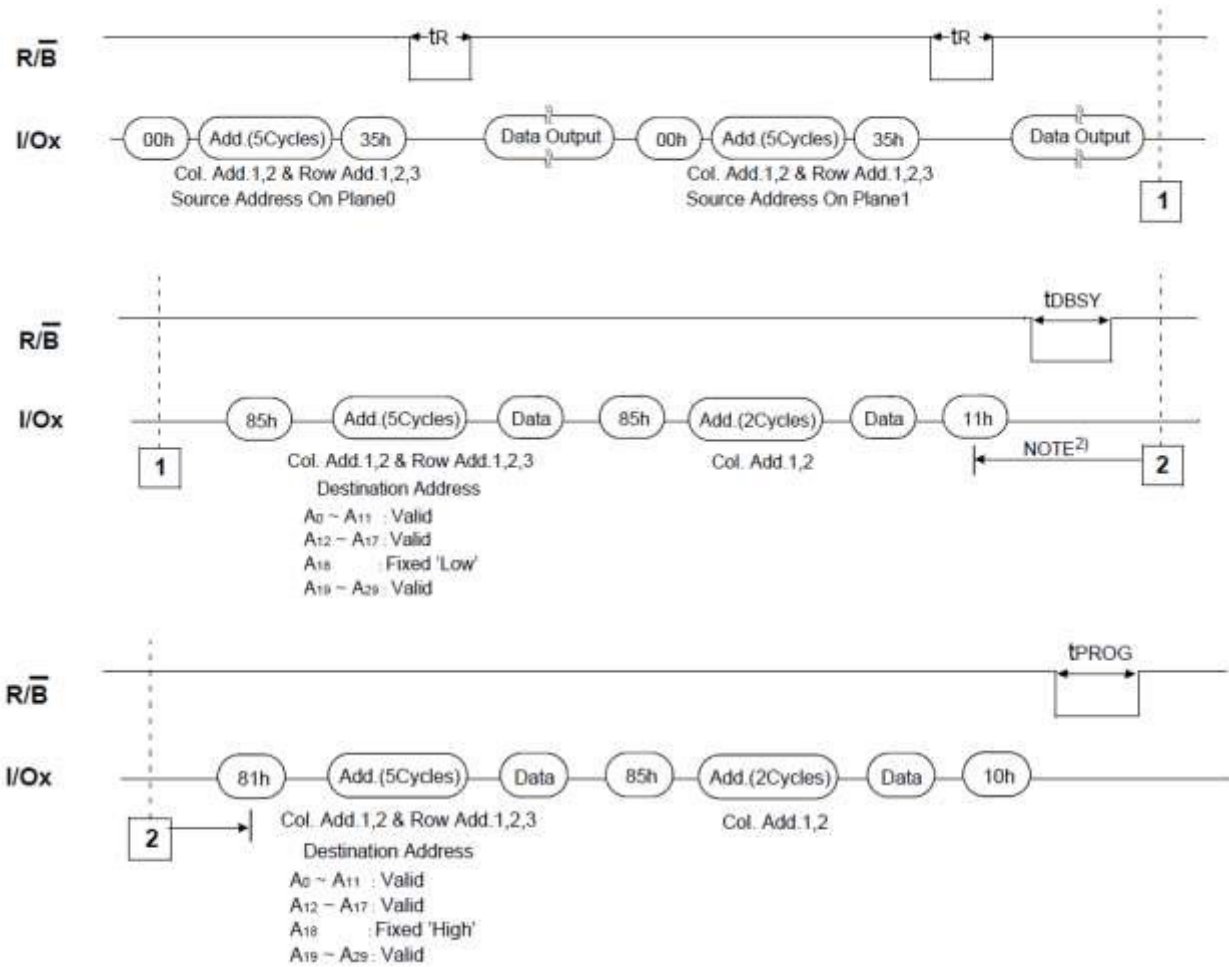 tR tR
R/B̅
I/Ox 00h Add.(5Cycles) 35h Data Output 00h Add.(5Cycles) 35h Data Output
Col. Add.1,2 & Row Add.1,2,3 Col. Add.1,2 & Row Add.1,2,3
Source Address On Plane0 Source Address On Plane1
1
tDBSY
R/B̅
I/Ox 85h Add.(5Cycles) Data 85h Add.(2Cycles) Data 11h
1 Col. Add.1,2 & Row Add.1,2,3 Col. Add.1,2 NOTE2) 2
Destination Address
A0 ~ A11 : Valid
A12 ~ A17 : Valid
A18 : Fixed 'Low'
A19 ~ A29 : Valid
tPROG
R/B̅
I/Ox 81h Add.(5Cycles) Data 85h Add.(2Cycles) Data 10h
2 Col. Add.1,2 & Row Add.1,2,3 Col. Add.1,2
Destination Address
A0 ~ A11 : Valid
A12 ~ A17 : Valid
A18 : Fixed 'High'
A19 ~ A29 : Valid